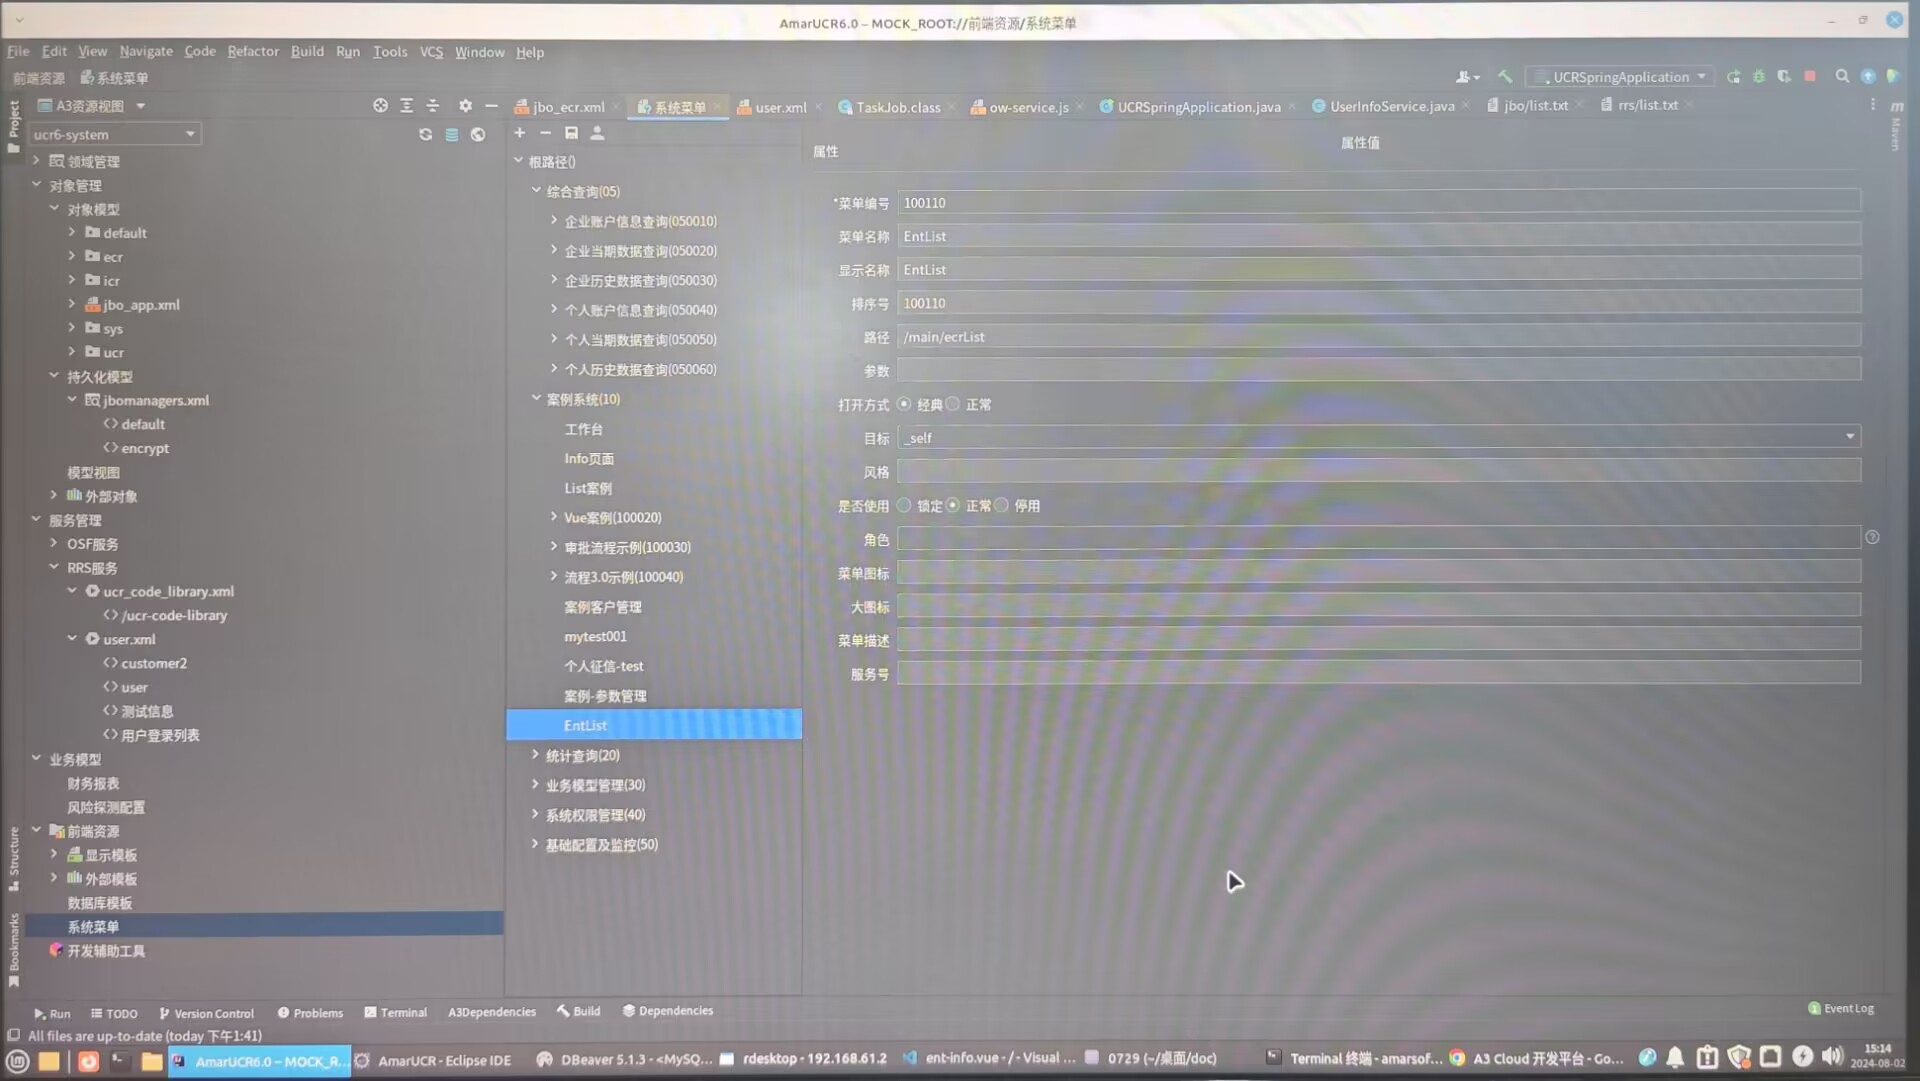 AmarUCR6.0 – MOCK_ROOT://前端资源/系统菜单
File Edit View Navigate Code Refactor Build Run Tools VCS Window Help
前端资源 系统菜单
UCRSpringApplication
A3资源视图
jbo_ecr.xml 系统菜单 user.xml TaskJob.class ow-service.js UCRSpringApplication.java UserInfoService.java jbo/list.txt rrs/list.txt
Project
Structure
Bookmarks
Maven
ucr6-system
领域管理
对象管理
对象模型
default
ecr
icr
jbo_app.xml
sys
ucr
持久化模型
jbomanagers.xml
default
encrypt
模型视图
外部对象
服务管理
OSF服务
RRS服务
ucr_code_library.xml
/ucr-code-library
user.xml
customer2
user
测试信息
用户登录列表
业务模型
财务报表
风险探测配置
前端资源
显示模板
外部模板
数据库模板
系统菜单
开发辅助工具
根路径()
综合查询(05)
企业账户信息查询(050010)
企业当期数据查询(050020)
企业历史数据查询(050030)
个人账户信息查询(050040)
个人当期数据查询(050050)
个人历史数据查询(050060)
案例系统(10)
工作台
Info页面
List案例
Vue案例(100020)
审批流程示例(100030)
流程3.0示例(100040)
案例客户管理
mytest001
个人征信-test
案例-参数管理
EntList
统计查询(20)
业务模型管理(30)
系统权限管理(40)
基础配置及监控(50)
属性 属性值
*菜单编号 100110
菜单名称 EntList
显示名称 EntList
排序号 100110
路径 /main/ecrList
参数
打开方式 经典 正常
目标 _self
风格
是否使用 锁定 正常 停用
角色
菜单图标
大图标
菜单描述
服务号
Run TODO Version Control Problems Terminal A3Dependencies Build Dependencies Event Log
All files are up-to-date (today 下午1:41)
AmarUCR6.0 – MOCK_R... AmarUCR - Eclipse IDE DBeaver 5.1.3 - <MySQ... rdesktop - 192.168.61.2 ent-info.vue - / - Visual ... 0729 (~/桌面/doc) Terminal 终端 - amarsof... A3 Cloud 开发平台 - Go...
15:14
2024-08-02